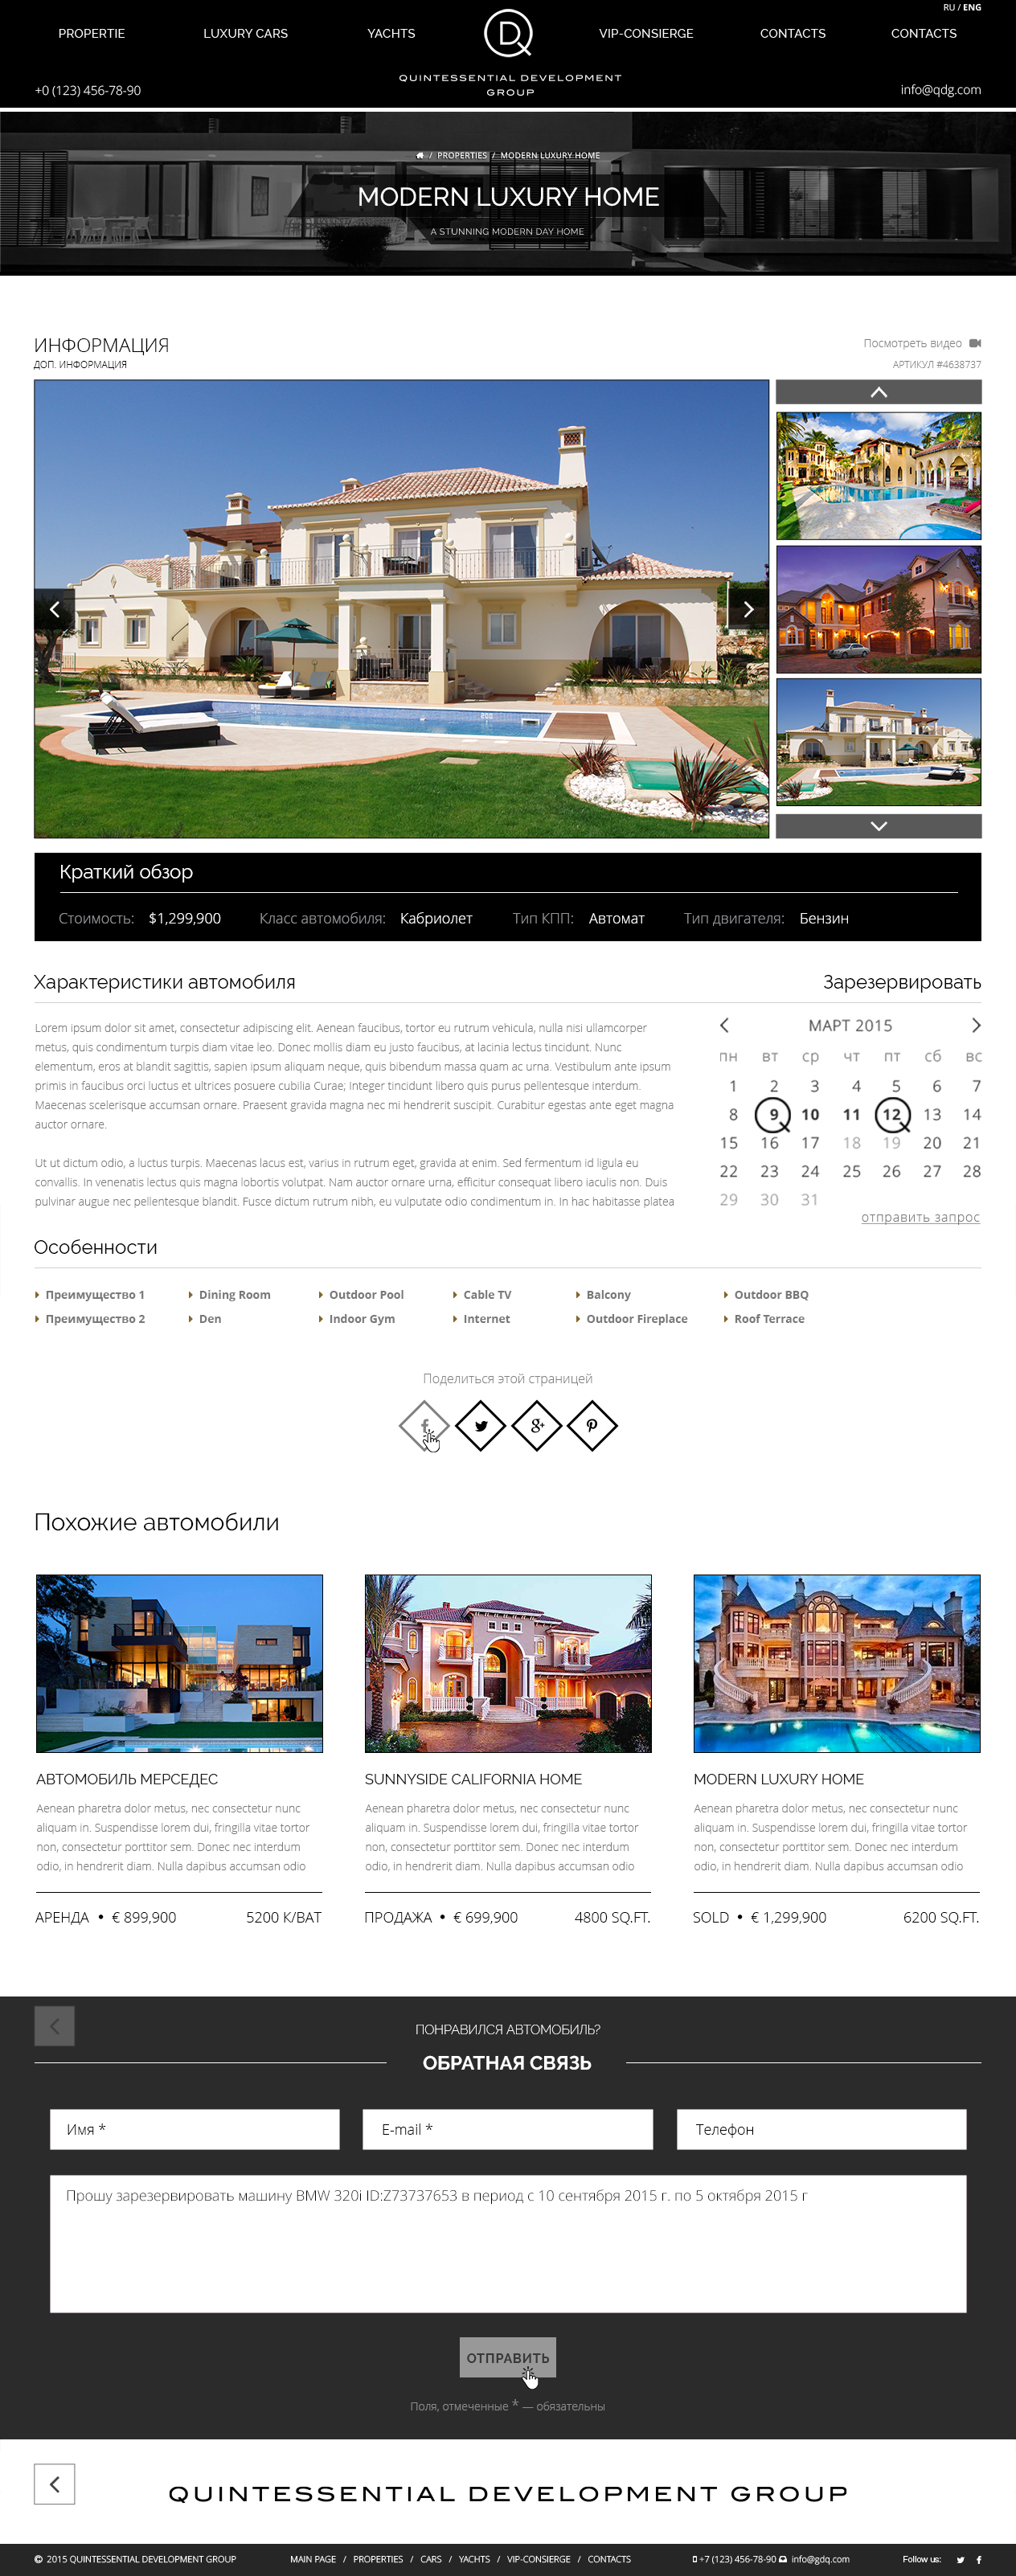 RU / ENG
PROPERTIE LUXURY CARS YACHTS VIP-CONSIERGE CONTACTS CONTACTS
QUINTESSENTIAL DEVELOPMENT
GROUP
+0 (123) 456-78-90
info@qdg.com
/ PROPERTIES / MODERN LUXURY HOME
MODERN LUXURY HOME
A STUNNING MODERN DAY HOME
ИНФОРМАЦИЯ
ДОП. ИНФОРМАЦИЯ
Посмотреть видео
АРТИКУЛ #4638737
Краткий обзор
Стоимость: $1,299,900 Класс автомобиля: Кабриолет Тип КПП: Автомат Тип двигателя: Бензин
Характеристики автомобиля
Lorem ipsum dolor sit amet, consectetur adipiscing elit. Aenean faucibus, tortor eu rutrum vehicula, nulla nisi ullamcorper
metus, quis condimentum turpis diam vitae leo. Donec mollis diam eu justo faucibus, at lacinia lectus tincidunt. Nunc
elementum, eros at blandit sagittis, sapien ipsum aliquam neque, quis bibendum massa quam ac urna. Vestibulum ante ipsum
primis in faucibus orci luctus et ultrices posuere cubilia Curae; Integer tincidunt libero quis purus pellentesque interdum.
Maecenas scelerisque accumsan ornare. Praesent gravida magna nec mi hendrerit suscipit. Curabitur egestas ante eget magna
auctor ornare.
Ut ut dictum odio, a luctus turpis. Maecenas lacus est, varius in rutrum eget, gravida at enim. Sed fermentum id ligula eu
convallis. In venenatis lectus quis magna lobortis volutpat. Nam auctor ornare urna, efficitur consequat libero iaculis non. Duis
pulvinar augue nec pellentesque blandit. Fusce dictum rutrum nibh, eu vulputate odio condimentum in. In hac habitasse platea
Зарезервировать
МАРТ 2015
пн вт ср чт пт сб вс
1 2 3 4 5 6 7
8 9 10 11 12 13 14
15 16 17 18 19 20 21
22 23 24 25 26 27 28
29 30 31
отправить запрос
Особенности
Преимущество 1 Dining Room Outdoor Pool Cable TV Balcony Outdoor BBQ
Преимущество 2 Den Indoor Gym Internet Outdoor Fireplace Roof Terrace
Поделиться этой страницей
Похожие автомобили
АВТОМОБИЛЬ МЕРСЕДЕС
Aenean pharetra dolor metus, nec consectetur nunc
aliquam in. Suspendisse lorem dui, fringilla vitae tortor
non, consectetur porttitor sem. Donec nec interdum
odio, in hendrerit diam. Nulla dapibus accumsan odio
АРЕНДА • € 899,900 5200 К/ВАТ
SUNNYSIDE CALIFORNIA HOME
Aenean pharetra dolor metus, nec consectetur nunc
aliquam in. Suspendisse lorem dui, fringilla vitae tortor
non, consectetur porttitor sem. Donec nec interdum
odio, in hendrerit diam. Nulla dapibus accumsan odio
ПРОДАЖА • € 699,900 4800 SQ.FT.
MODERN LUXURY HOME
Aenean pharetra dolor metus, nec consectetur nunc
aliquam in. Suspendisse lorem dui, fringilla vitae tortor
non, consectetur porttitor sem. Donec nec interdum
odio, in hendrerit diam. Nulla dapibus accumsan odio
SOLD • € 1,299,900 6200 SQ.FT.
ПОНРАВИЛСЯ АВТОМОБИЛЬ?
ОБРАТНАЯ СВЯЗЬ
Имя * E-mail * Телефон
Прошу зарезервировать машину BMW 320i ID:Z73737653 в период с 10 сентября 2015 г. по 5 октября 2015 г
ОТПРАВИТЬ
Поля, отмеченные * — обязательны
QUINTESSENTIAL DEVELOPMENT GROUP
© 2015 QUINTESSENTIAL DEVELOPMENT GROUP MAIN PAGE / PROPERTIES / CARS / YACHTS / VIP-CONSIERGE / CONTACTS +7 (123) 456-78-90 info@gdq.com Follow us: